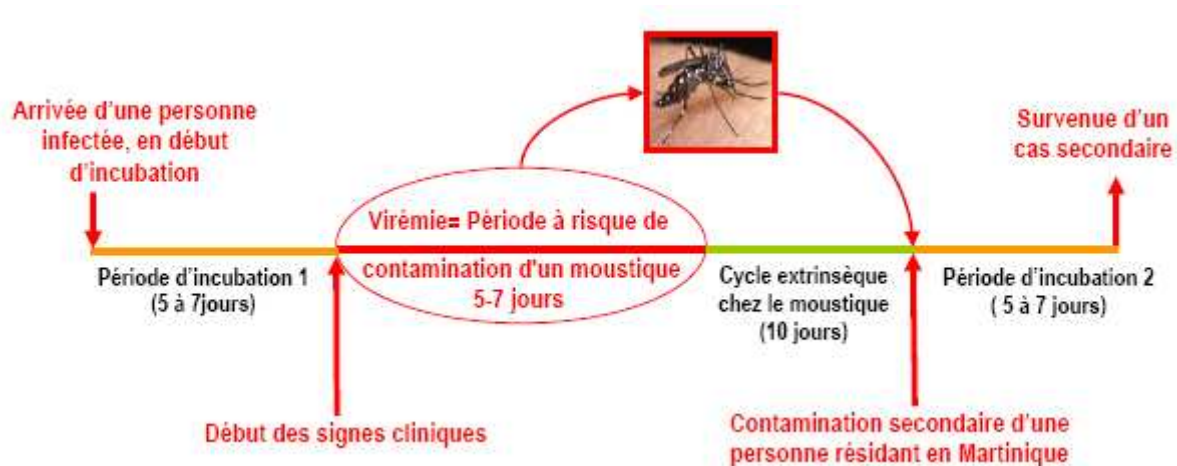 Arrivée d'une personne
infectée, en début
d'incubation
Survenue d'un
cas secondaire
Virémie= Période à risque de
contamination d'un moustique
5-7 jours
Période d'incubation 1
(5 à 7jours)
Cycle extrinsèque
chez le moustique
(10 jours)
Période d'incubation 2
( 5 à 7 jours)
Début des signes cliniques
Contamination secondaire d'une
personne résidant en Martinique